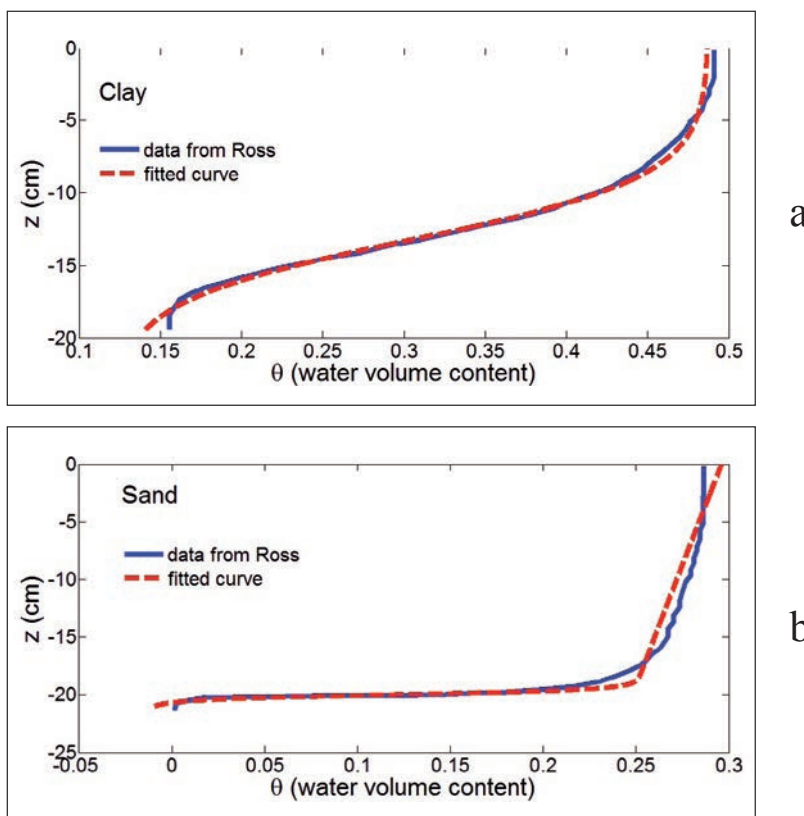 0
Clay
-5
data from Ross
fitted curve
z (cm)
-10
-15
-20
0.1 0.15 0.2 0.25 0.3 0.35 0.4 0.45 0.5
θ (water volume content)
a
0
Sand
-5
data from Ross
fitted curve
z (cm)
-10
-15
-20
-25
-0.05 0 0.05 0.1 0.15 0.2 0.25 0.3
θ (water volume content)
b